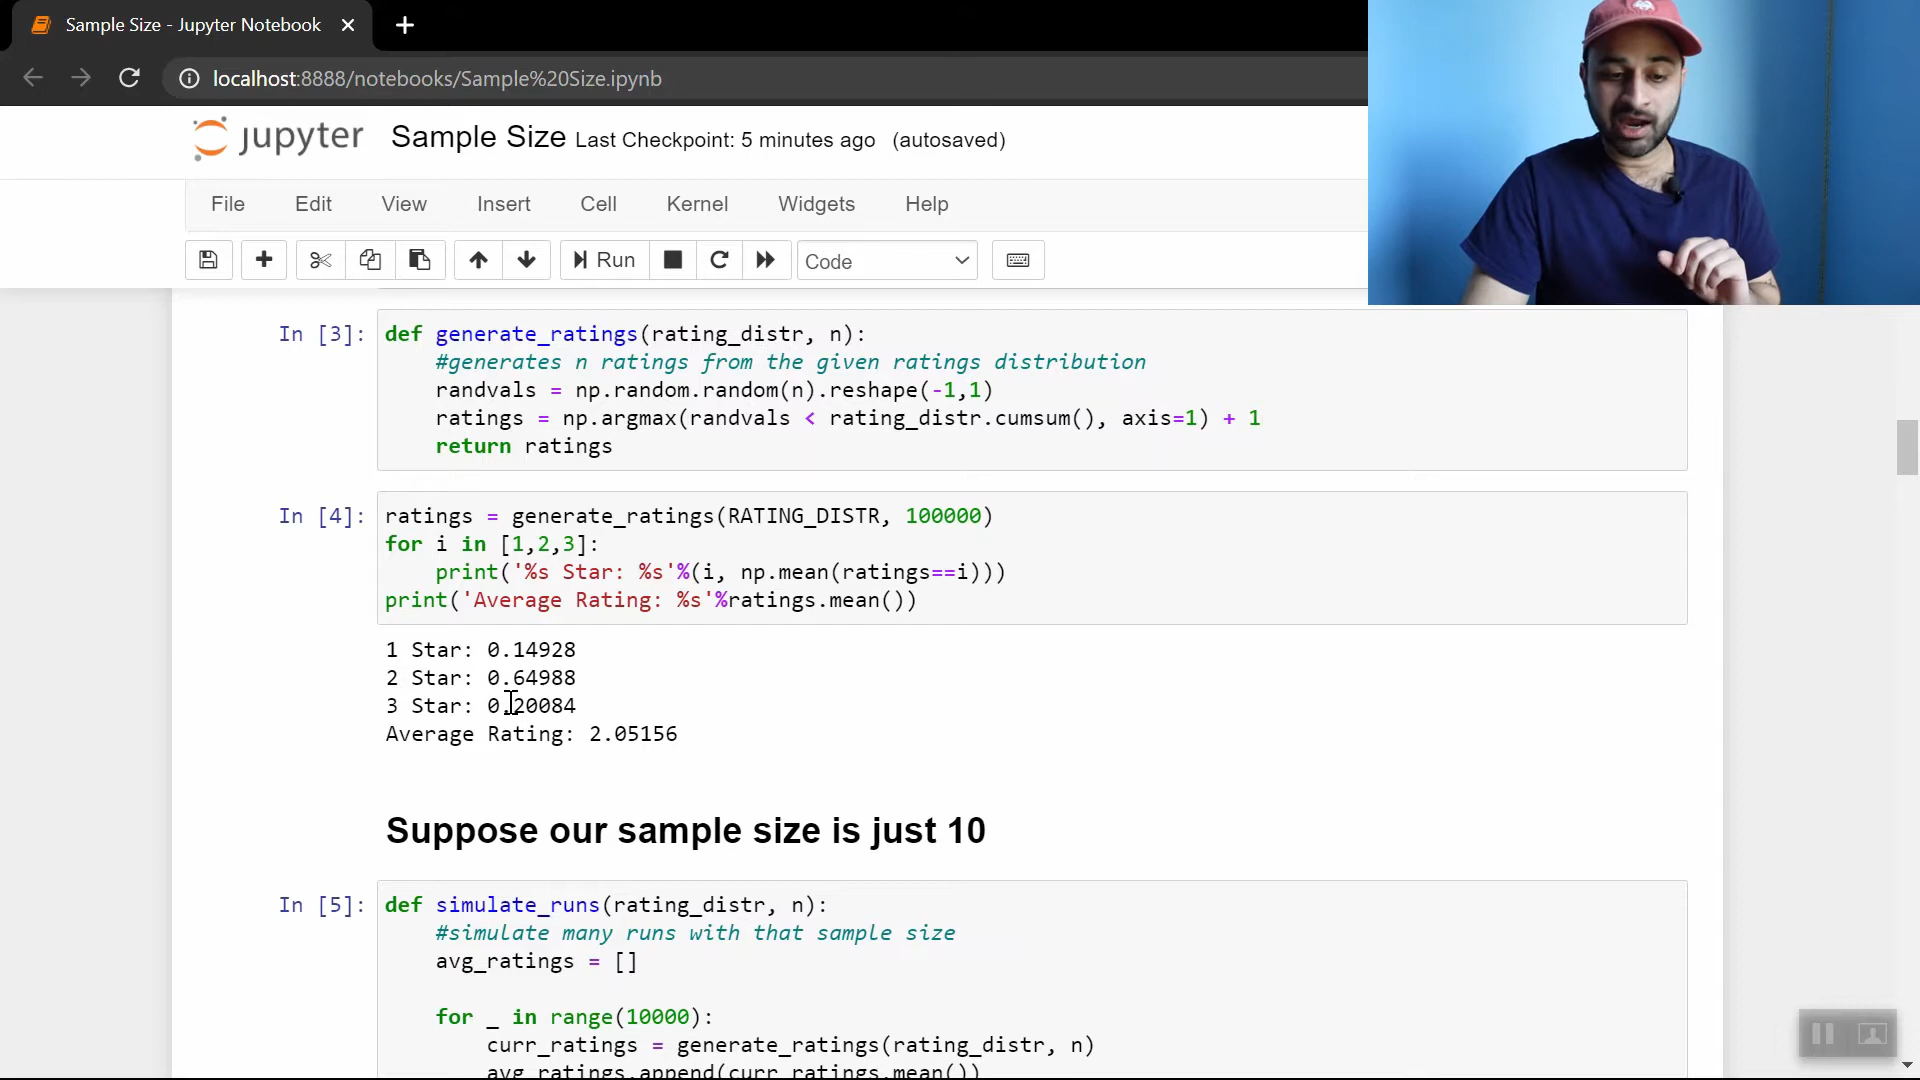 Sample Size - Jupyter Notebook
localhost:8888/notebooks/Sample%20Size.ipynb
jupyter Sample Size Last Checkpoint: 5 minutes ago (autosaved)
File Edit View Insert Cell Kernel Widgets Help
Run Code
In [3]: def generate_ratings(rating_distr, n):
#generates n ratings from the given ratings distribution
randvals = np.random.random(n).reshape(-1,1)
ratings = np.argmax(randvals < rating_distr.cumsum(), axis=1) + 1
return ratings
In [4]: ratings = generate_ratings(RATING_DISTR, 100000)
for i in [1,2,3]:
print('%s Star: %s'%(i, np.mean(ratings==i)))
print('Average Rating: %s'%ratings.mean())
1 Star: 0.14928
2 Star: 0.64988
3 Star: 0.20084
Average Rating: 2.05156
Suppose our sample size is just 10
In [5]: def simulate_runs(rating_distr, n):
#simulate many runs with that sample size
avg_ratings = []
for _ in range(10000):
curr_ratings = generate_ratings(rating_distr, n)
avg_ratings.append(curr_ratings.mean())